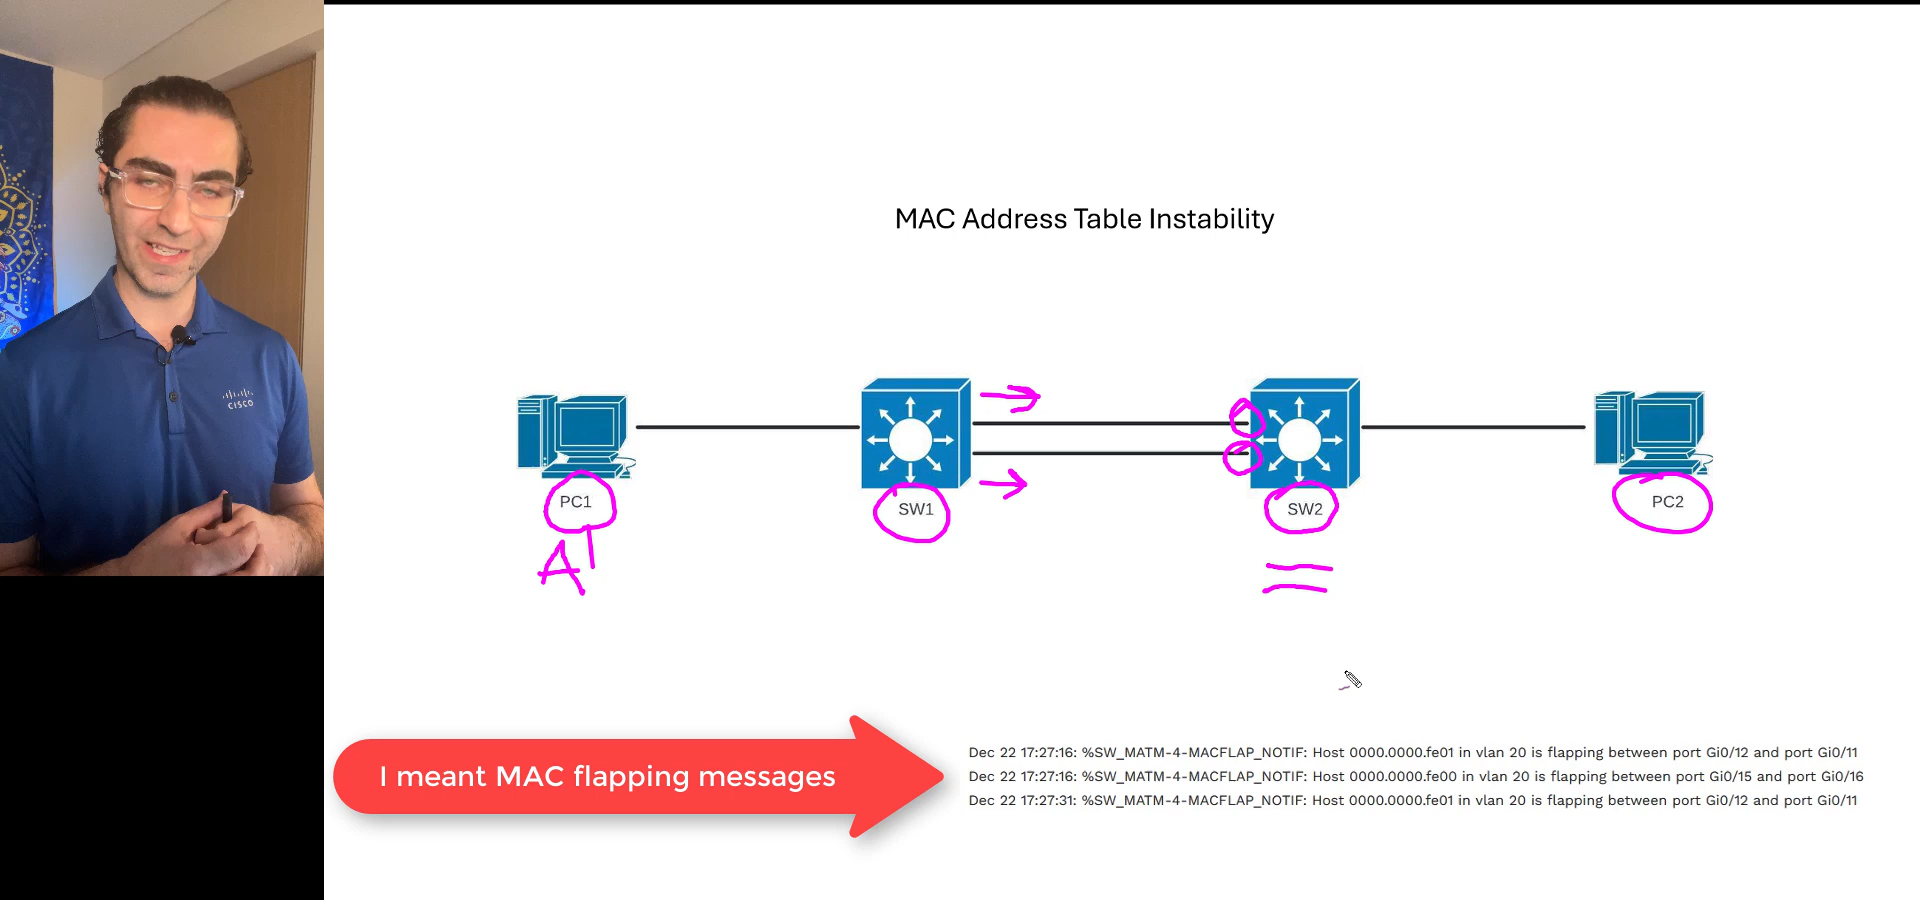 MAC Address Table Instability
CISCO
PC1
SW1
SW2
PC2
A
I meant MAC flapping messages
Dec 22 17:27:16: %SW_MATM-4-MACFLAP_NOTIF: Host 0000.0000.fe01 in vlan 20 is flapping between port Gi0/12 and port Gi0/11
Dec 22 17:27:16: %SW_MATM-4-MACFLAP_NOTIF: Host 0000.0000.fe00 in vlan 20 is flapping between port Gi0/15 and port Gi0/16
Dec 22 17:27:31: %SW_MATM-4-MACFLAP_NOTIF: Host 0000.0000.fe01 in vlan 20 is flapping between port Gi0/12 and port Gi0/11